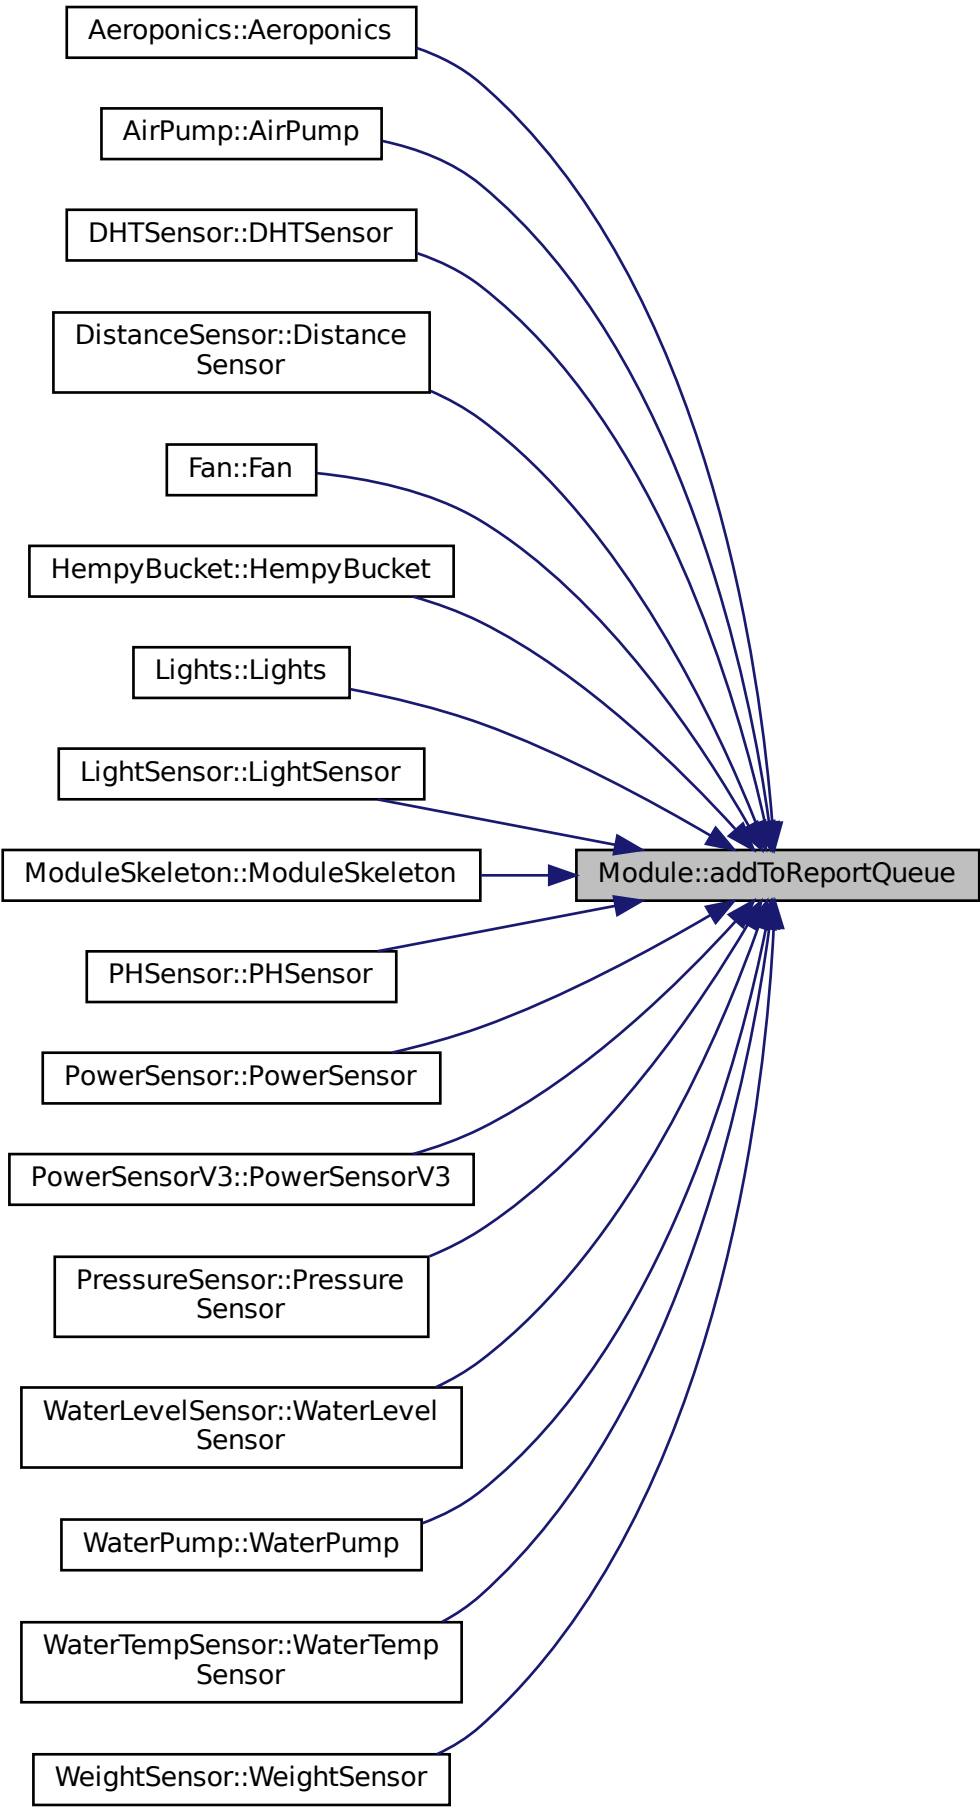 Aeroponics::Aeroponics
AirPump::AirPump
DHTSensor::DHTSensor
DistanceSensor::Distance
Sensor
Fan::Fan
HempyBucket::HempyBucket
Lights::Lights
LightSensor::LightSensor
ModuleSkeleton::ModuleSkeleton
Module::addToReportQueue
PHSensor::PHSensor
PowerSensor::PowerSensor
PowerSensorV3::PowerSensorV3
PressureSensor::Pressure
Sensor
WaterLevelSensor::WaterLevel
Sensor
WaterPump::WaterPump
WaterTempSensor::WaterTemp
Sensor
WeightSensor::WeightSensor